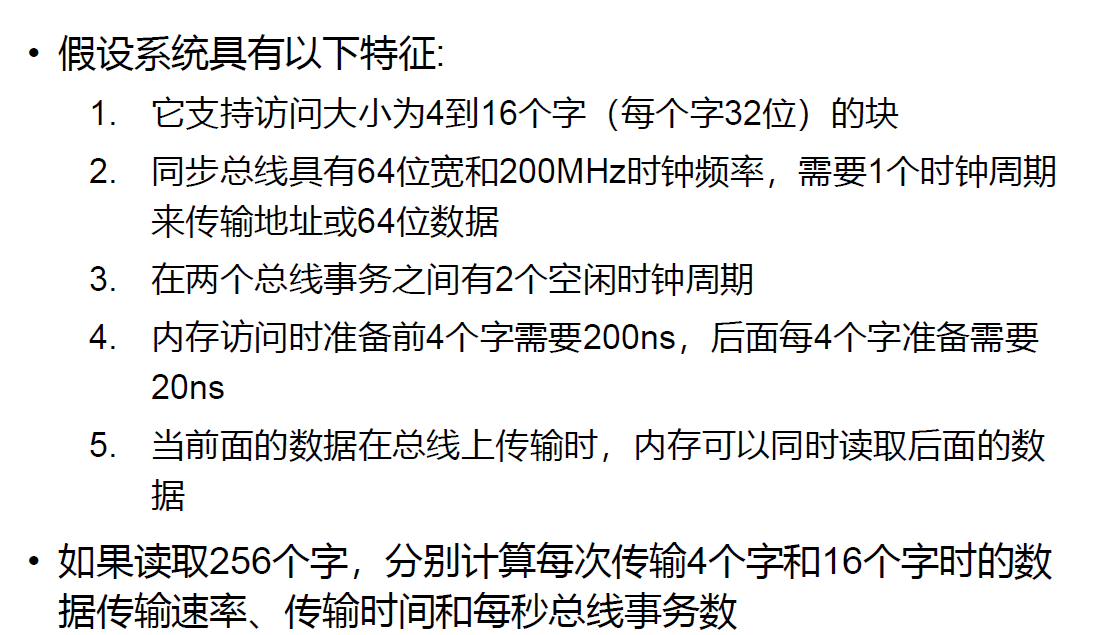 • 假设系统具有以下特征:
1. 它支持访问大小为4到16个字（每个字32位）的块
2. 同步总线具有64位宽和200MHz时钟频率，需要1个时钟周期
来传输地址或64位数据
3. 在两个总线事务之间有2个空闲时钟周期
4. 内存访问时准备前4个字需要200ns，后面每4个字准备需要
20ns
5. 当前面的数据在总线上传输时，内存可以同时读取后面的数
据
• 如果读取256个字，分别计算每次传输4个字和16个字时的数
据传输速率、传输时间和每秒总线事务数